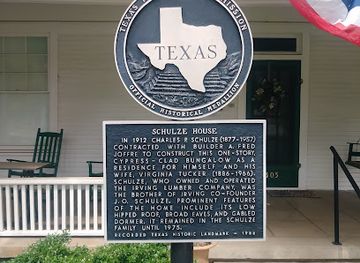 TEXAS
MISSION
TEXAS
OFFICIAL HISTORICAL MEDALLION
SCHULZE HOUSE
IN 1912 CHARLES P. SCHULZE (1877-1957)
CONTRACTED WITH BUILDER A. FRED
JOFFRE TO CONSTRUCT THIS ONE-STORY,
CYPRESS-CLAD BUNGALOW AS A
RESIDENCE FOR HIMSELF AND HIS
WIFE, VIRGINIA TUCKER (1886-1966).
SCHULZE, WHO OWNED AND OPERATED
THE IRVING LUMBER COMPANY, WAS
THE BROTHER OF IRVING CO-FOUNDER
J. O. SCHULZE. PROMINENT FEATURES
OF THE HOME INCLUDE ITS LOW
HIPPED ROOF, BROAD EAVES, AND GABLED
DORMER. IT REMAINED IN THE SCHULZE
FAMILY UNTIL 1975.
RECORDED TEXAS HISTORIC LANDMARK -